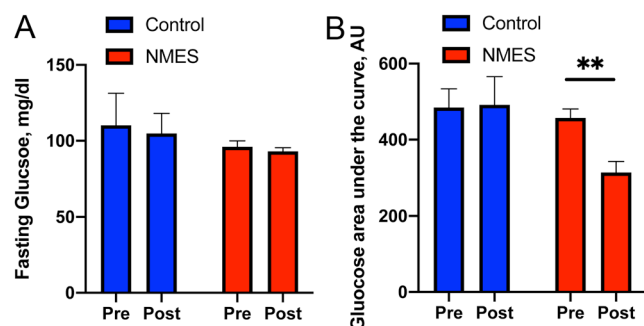 A
Control
NMES
Fasting Glucsoe, mg/dl
150
100
50
0
Pre Post Pre Post
B
Control
NMES
Gluocose area under the curve, AU
600
400
200
0
**
Pre Post Pre Post